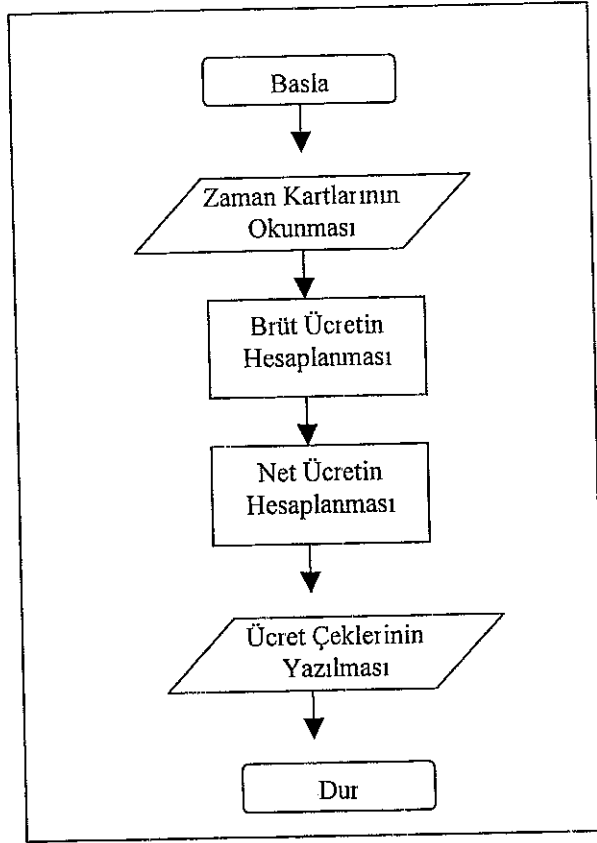 Basla
Zaman Kartlarının
Okunması
Brüt Ücretin
Hesaplanması
Net Ücretin
Hesaplanması
Ücret Çeklerinin
Yazılması
Dur